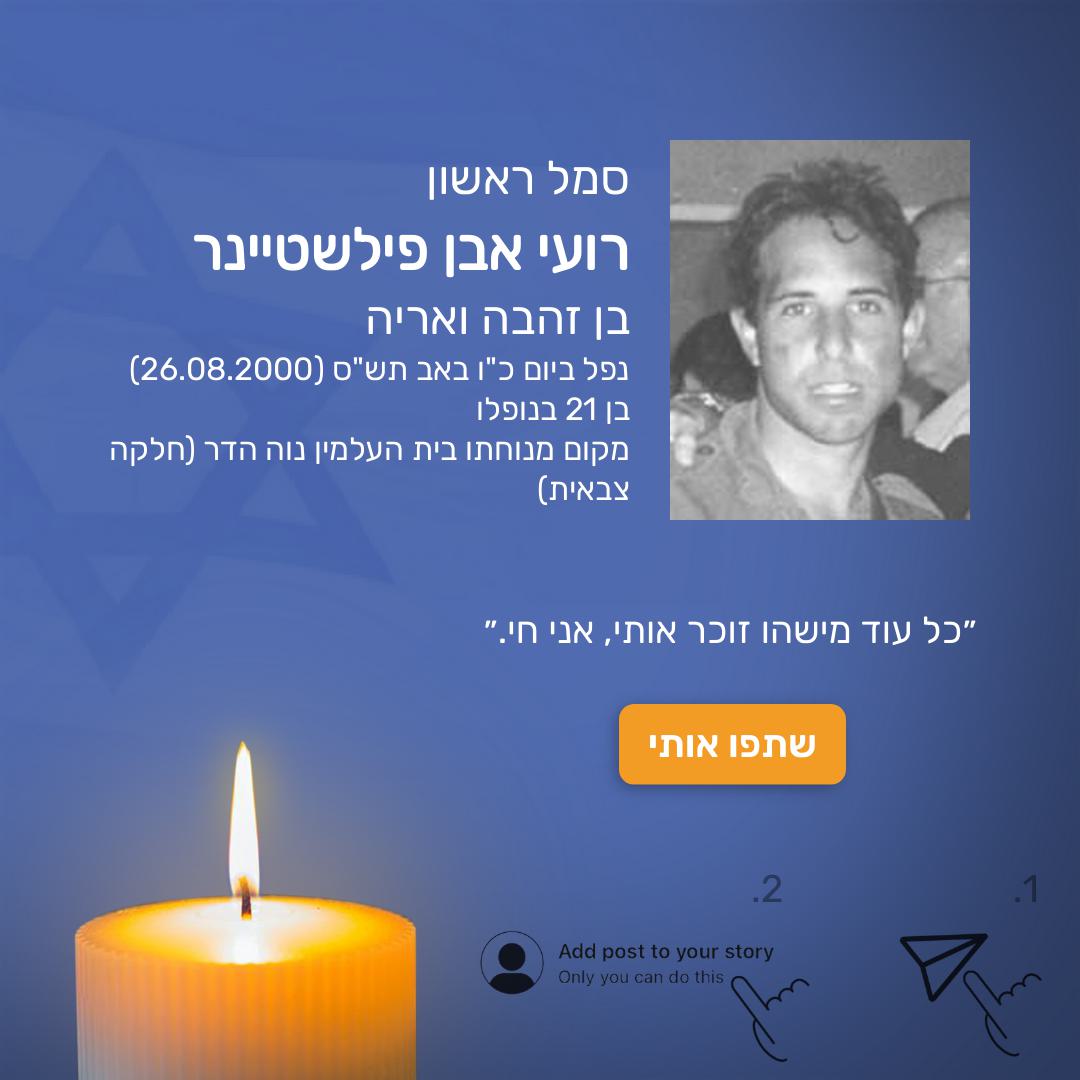 סמל ראשון
רועי אבן פילשטיינר
בן זהבה ואריה
נפל ביום כ"ו באב תש"ס (26.08.2000)
בן 21 בנופלו
מקום מנוחתו בית העלמין נוה הדר (חלקה
צבאית)
״כל עוד מישהו זוכר אותי, אני חי.״
שתפו אותי
1.
2.
Add post to your story
Only you can do this